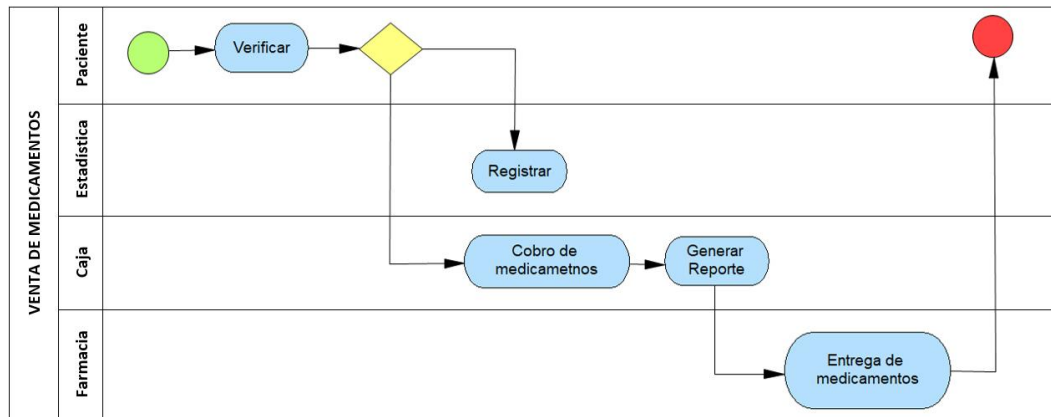 VENTA DE MEDICAMENTOS
Paciente
Verificar
Estadística
Registrar
Caja
Cobro de
medicametnos
Generar
Reporte
Farmacia
Entrega de
medicamentos